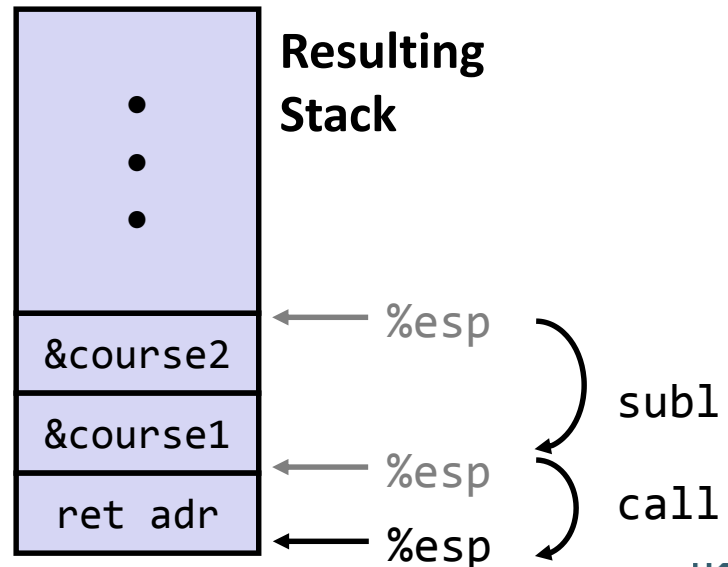 Resulting
Stack
%esp
&course2
subl
&course1
%esp
call
ret adr
%esp